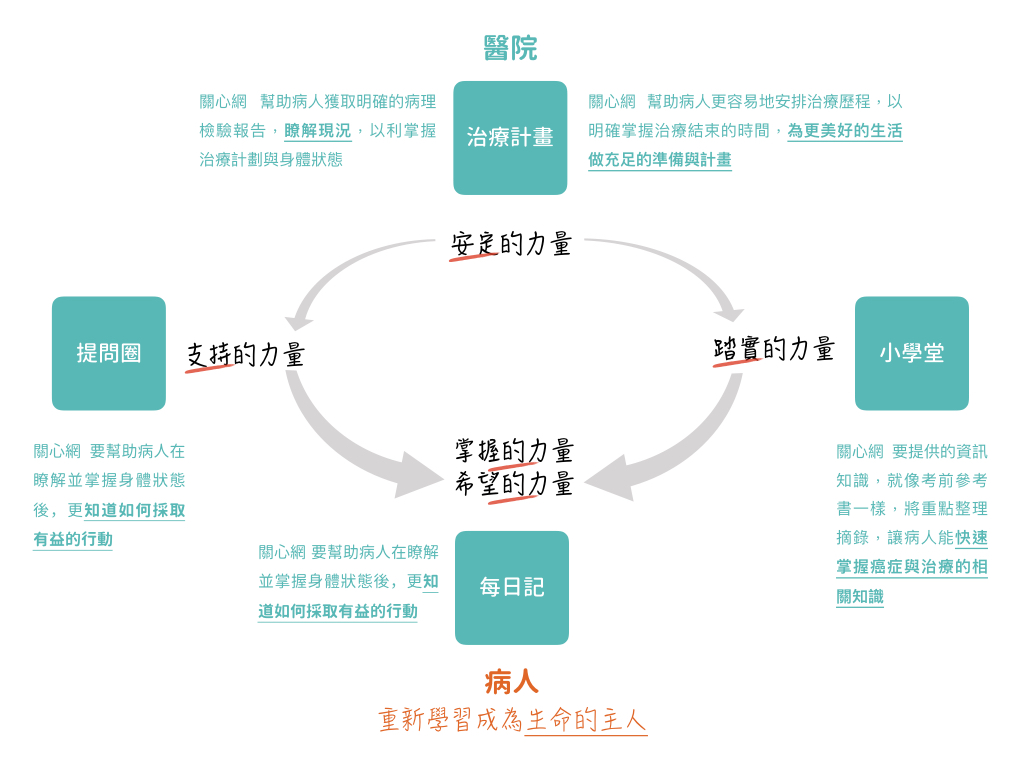 醫院
關心網 幫助病人獲取明確的病理
檢驗報告，瞭解現況，以利掌握
治療計劃與身體狀態
治療計畫
關心網 幫助病人更容易地安排治療歷程，以
明確掌握治療結束的時間，為更美好的生活
做充足的準備與計畫
安定的力量
提問圈
支持的力量
踏實的力量
小學堂
關心網 要幫助病人在
瞭解並掌握身體狀態
後，更知道如何採取
有益的行動
掌握的力量
希望的力量
關心網 要提供的資訊
知識，就像考前參考
書一樣，將重點整理
摘錄，讓病人能快速
掌握癌症與治療的相
關知識
關心網 要幫助病人在瞭解
並掌握身體狀態後，更知
道如何採取有益的行動
每日記
病人
重新學習成為生命的主人